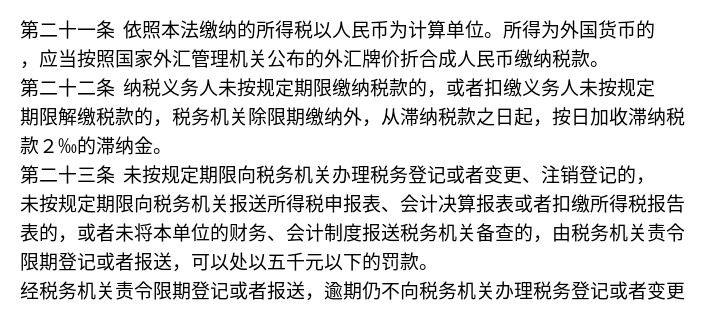 第二十一条 依照本法缴纳的所得税以人民币为计算单位。所得为外国货币的
，应当按照国家外汇管理机关公布的外汇牌价折合成人民币缴纳税款。
第二十二条 纳税义务人未按规定期限缴纳税款的，或者扣缴义务人未按规定
期限解缴税款的，税务机关除限期缴纳外，从滞纳税款之日起，按日加收滞纳税
款２‰的滞纳金。
第二十三条 未按规定期限向税务机关办理税务登记或者变更、注销登记的，
未按规定期限向税务机关报送所得税申报表、会计决算报表或者扣缴所得税报告
表的，或者未将本单位的财务、会计制度报送税务机关备查的，由税务机关责令
限期登记或者报送，可以处以五千元以下的罚款。
经税务机关责令限期登记或者报送，逾期仍不向税务机关办理税务登记或者变更